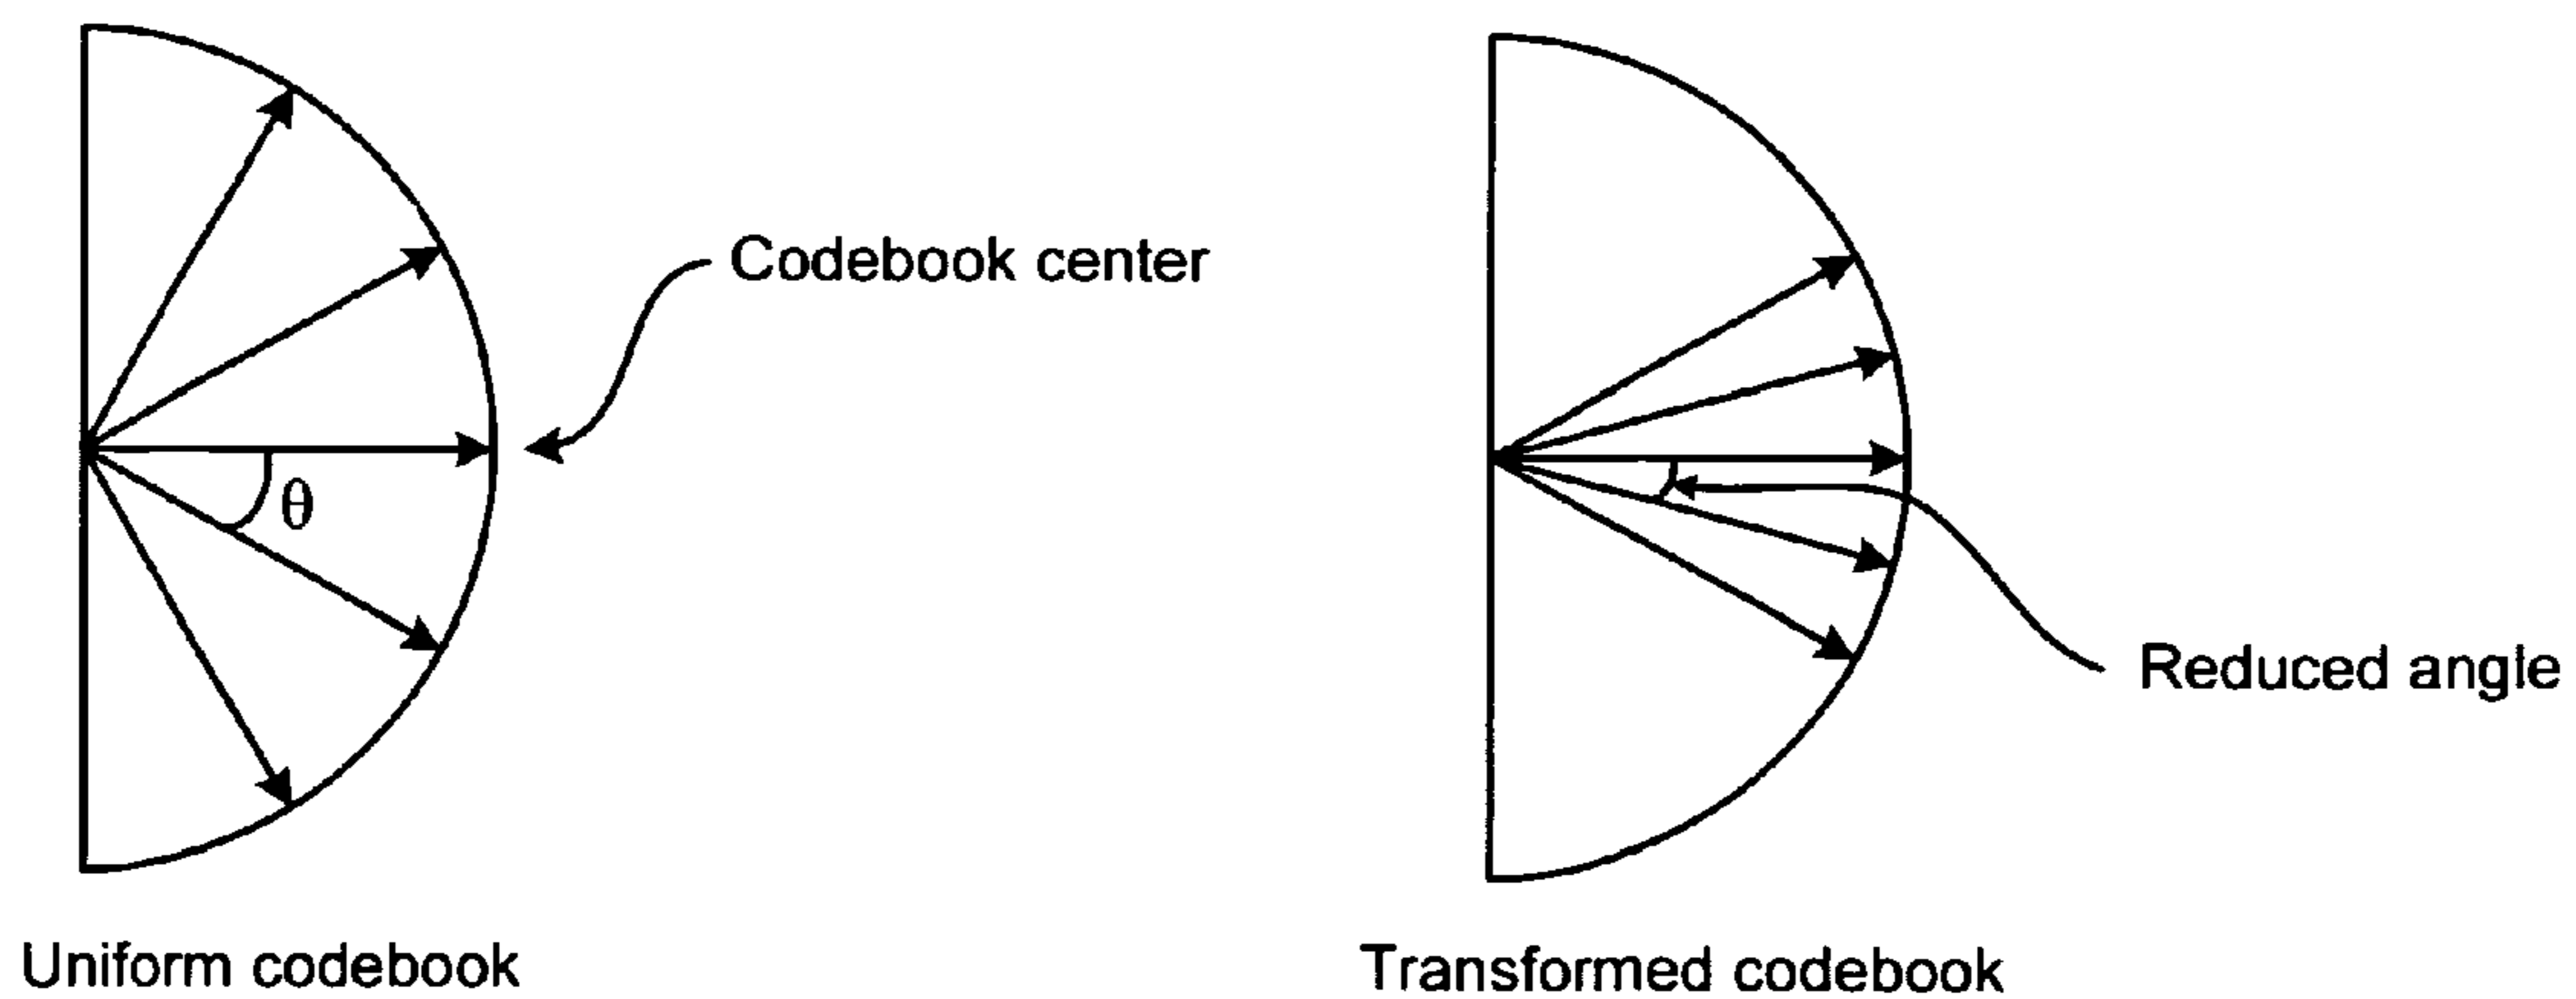 Codebook center
θ
Reduced angle
Uniform codebook
Transformed codebook